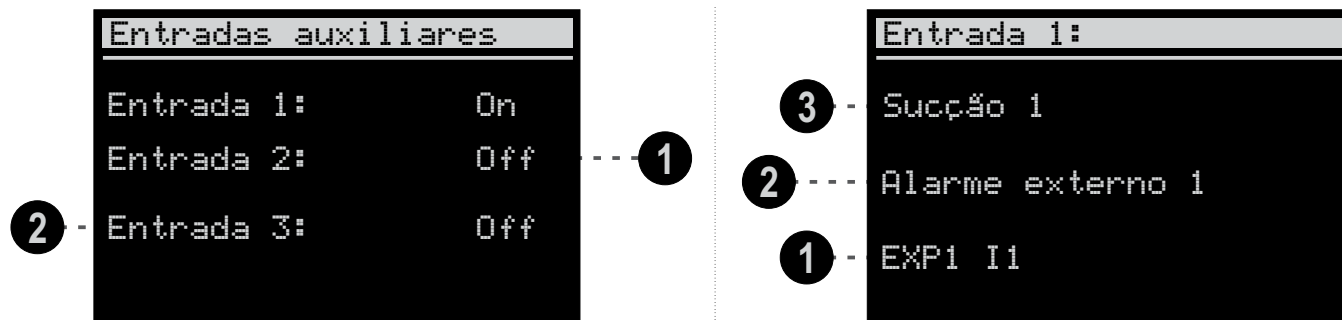 Entradas auxiliares
Entrada 1: On
Entrada 2: Off
1
2
Entrada 3: Off
Entrada 1:
3
Sucção 1
2
Alarme externo 1
1
EXP1 I1